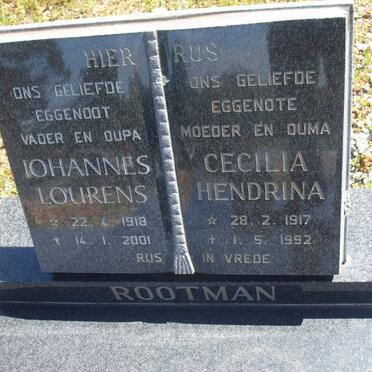 HIER RUS
ONS GELIEFDE
EGGENOOT
VADER EN OUPA
IOHANNES
LOURENS
☆ 22.4.1918
✝ 14.1.2001
ONS GELIEFDE
EGGENOTE
MOEDER EN OUMA
CECILIA
HENDRINA
☆ 28.2.1917
✝ 1.5.1992
RUS IN VREDE
ROOTMAN